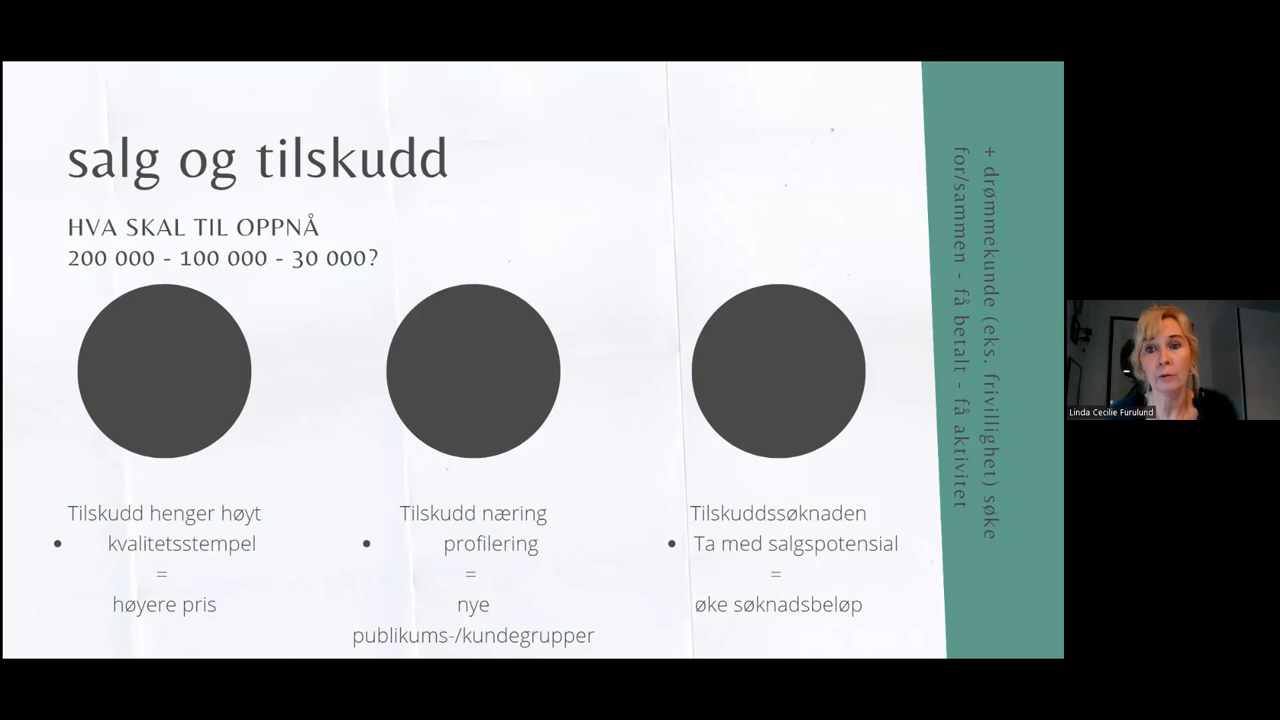 salg og tilskudd
HVA SKAL TIL OPPNÅ
200 000 - 100 000 - 30 000?
Tilskudd henger høyt
• kvalitetsstempel
=
høyere pris
Tilskudd næring
• profilering
=
nye
publikums-/kundegrupper
Tilskuddssøknaden
• Ta med salgspotensial
=
øke søknadsbeløp
+ drømmekunde (eks. frivillighet) søke
for/sammen - få betalt - få aktivitet
Linda Cecilie Furulund